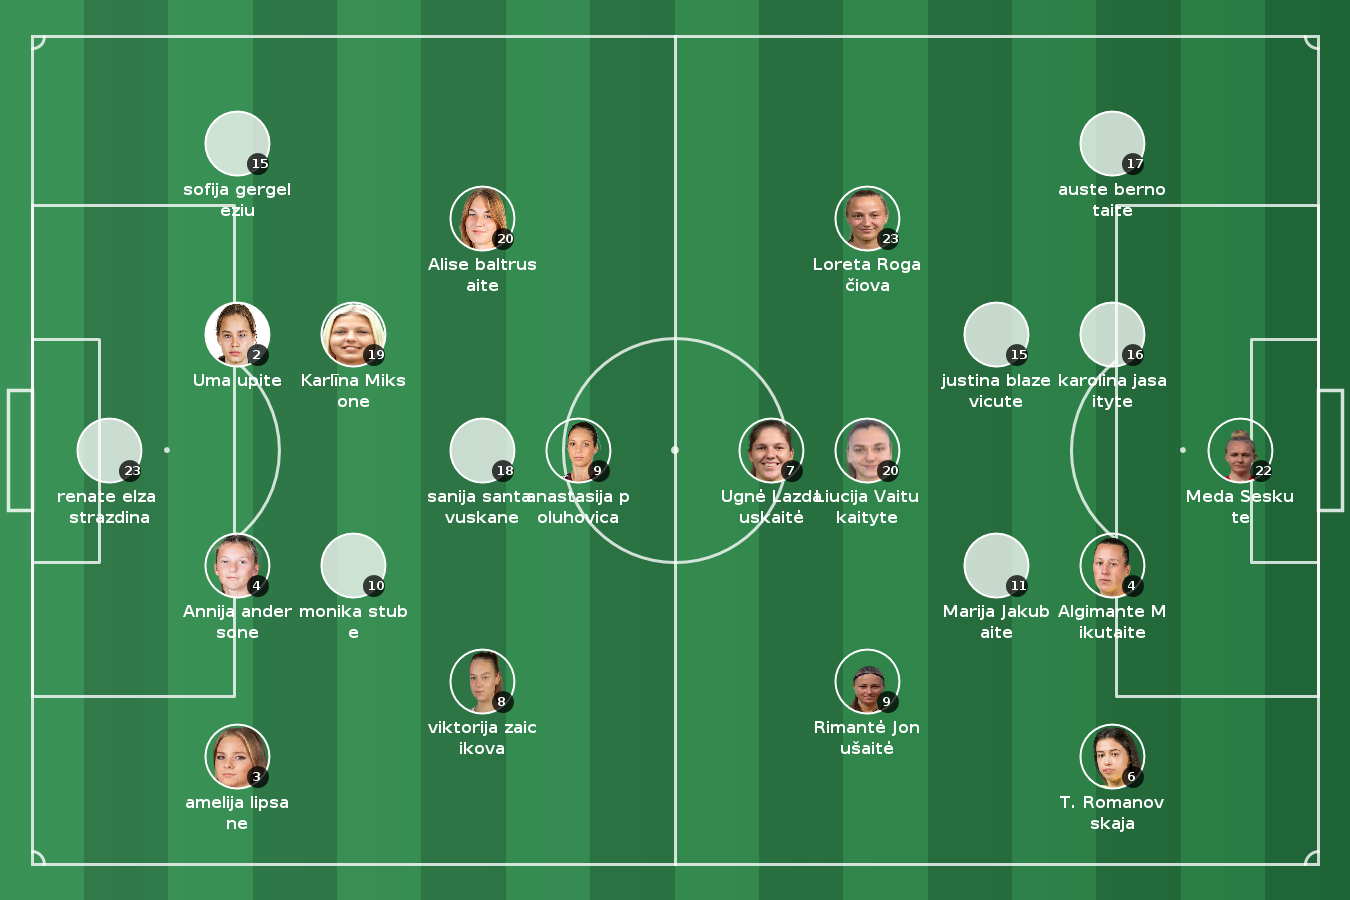 15
sofija gergel
eziu
17
auste berno
taite
20
Alise baltrus
aite
23
Loreta Roga
čiova
2
Uma upite
19
Karlīna Miks
one
15
justina blaze
vicute
16
karolina jasa
ityte
23
renate elza
strazdina
18
sanija santa
vuskane
9
anastasija p
oluhovica
7
Ugnė Lazda
uskaitė
20
Liucija Vaitu
kaityte
22
Meda Sesku
te
4
Annija ander
sone
10
monika stub
e
11
Marija Jakub
aite
4
Algimante M
ikutaite
8
viktorija zaic
ikova
9
Rimantė Jon
ušaitė
3
amelija lipsa
ne
6
T. Romanov
skaja